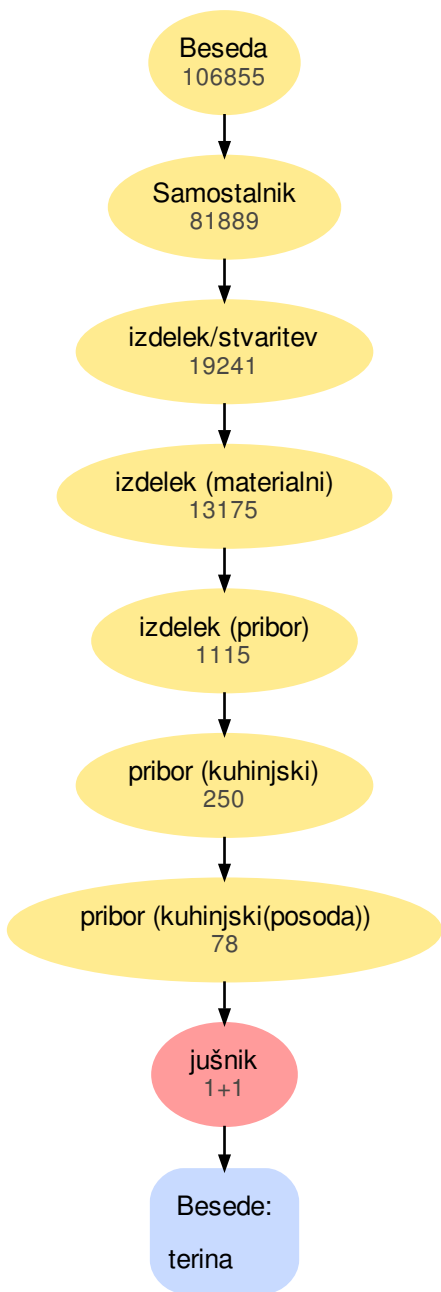 Beseda
106855
Samostalnik
81889
izdelek/stvaritev
19241
izdelek (materialni)
13175
izdelek (pribor)
1115
pribor (kuhinjski)
250
pribor (kuhinjski(posoda))
78
jušnik
1+1
Besede:
terina